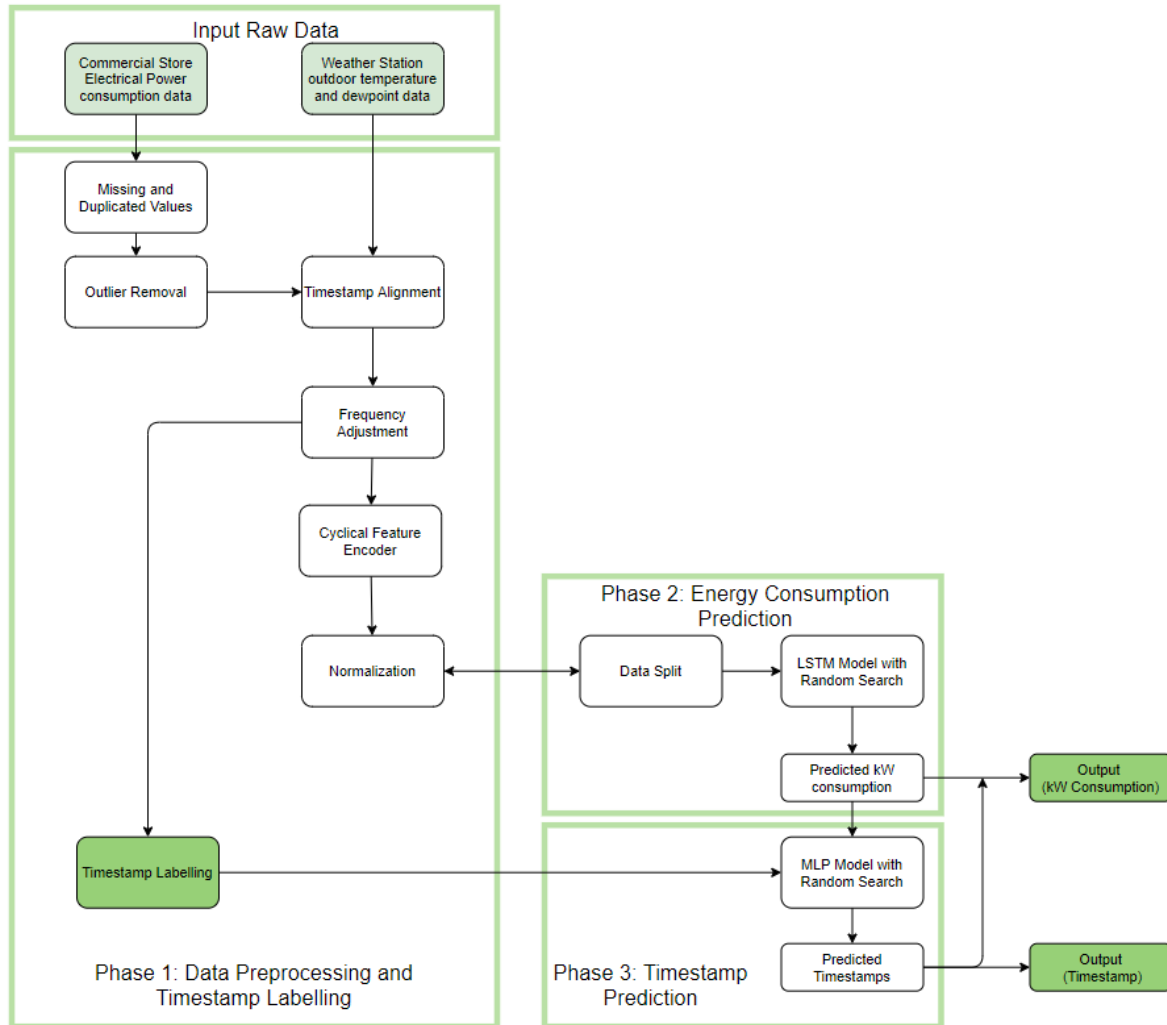 Input Raw Data
Commercial Store
Electrical Power
consumption data
Weather Station
outdoor temperature
and dewpoint data
Missing and
Duplicated Values
Outlier Removal
Timestamp Alignment
Frequency
Adjustment
Cyclical Feature
Encoder
Normalization
Timestamp Labelling
Phase 1: Data Preprocessing and
Timestamp Labelling
Phase 2: Energy Consumption
Prediction
Data Split
LSTM Model with
Random Search
Predicted kW
consumption
Output
(kW Consumption)
MLP Model with
Random Search
Predicted
Timestamps
Phase 3: Timestamp
Prediction
Output
(Timestamp)